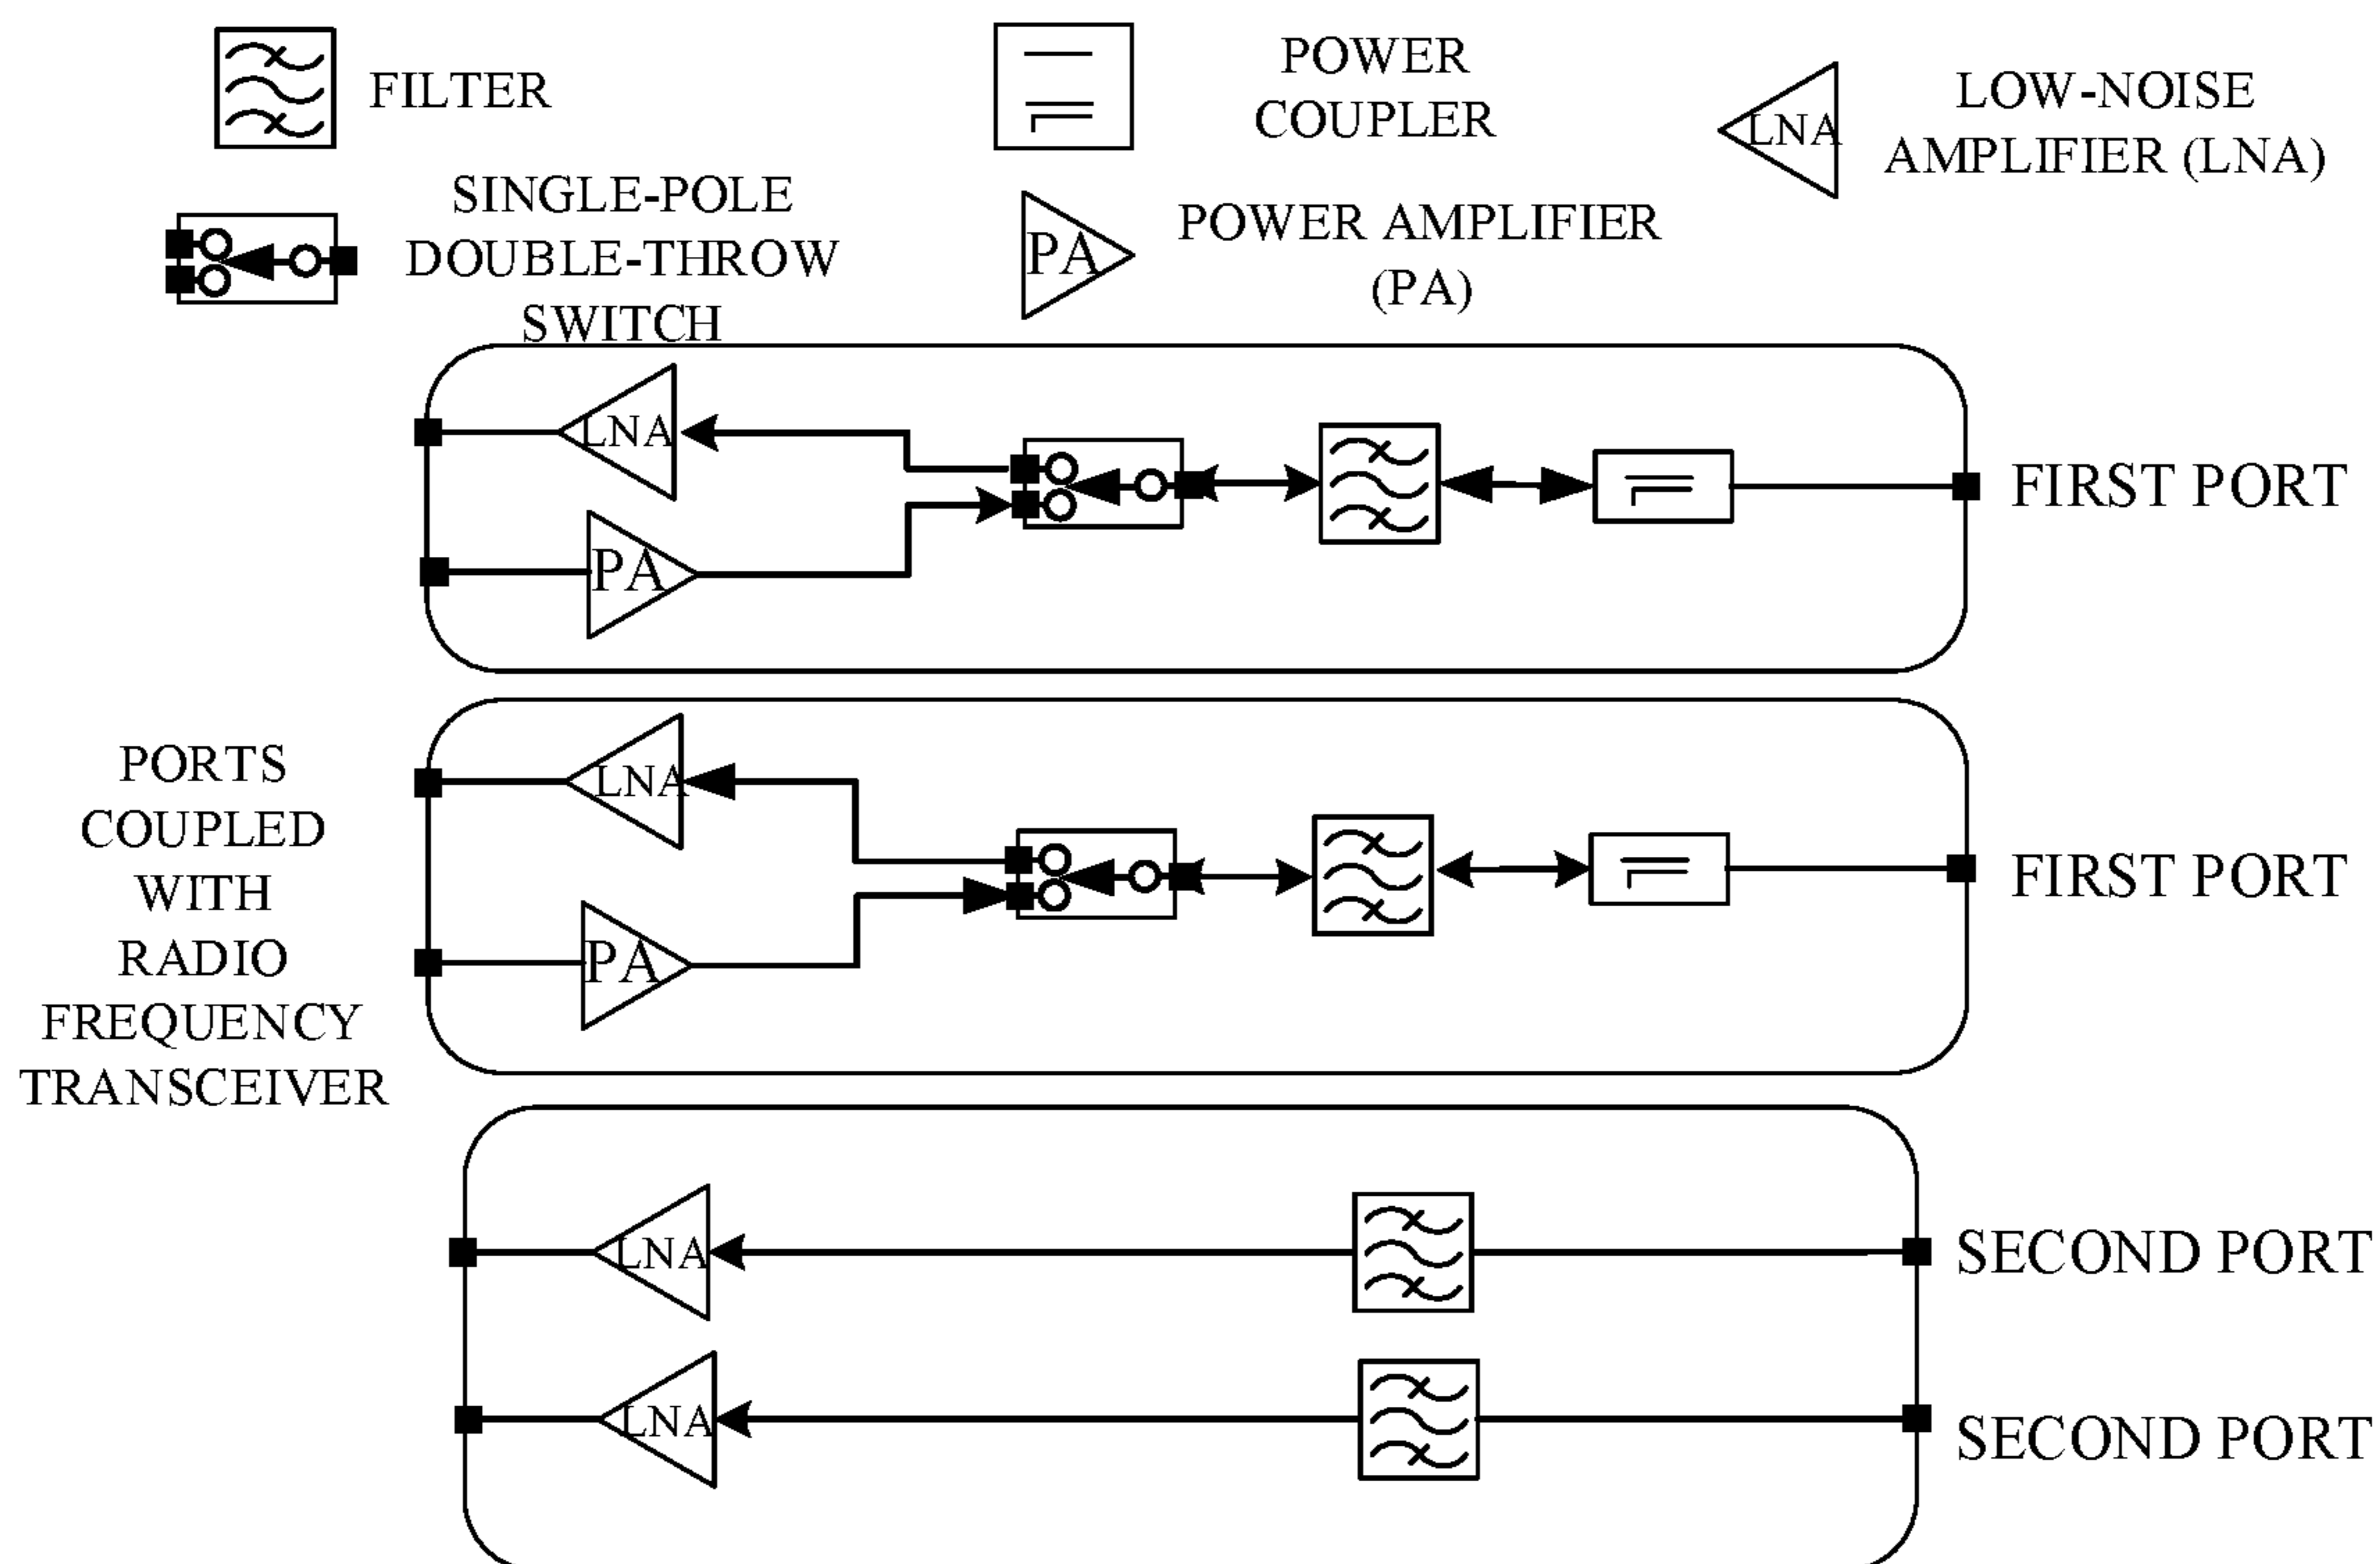 FILTER
POWER
COUPLER
LNA
LOW-NOISE
AMPLIFIER (LNA)
SINGLE-POLE
DOUBLE-THROW
SWITCH
PA
POWER AMPLIFIER
(PA)
LNA
PA
FIRST PORT
PORTS
COUPLED
WITH
RADIO
FREQUENCY
TRANSCEIVER
LNA
PA
FIRST PORT
LNA
SECOND PORT
LNA
SECOND PORT